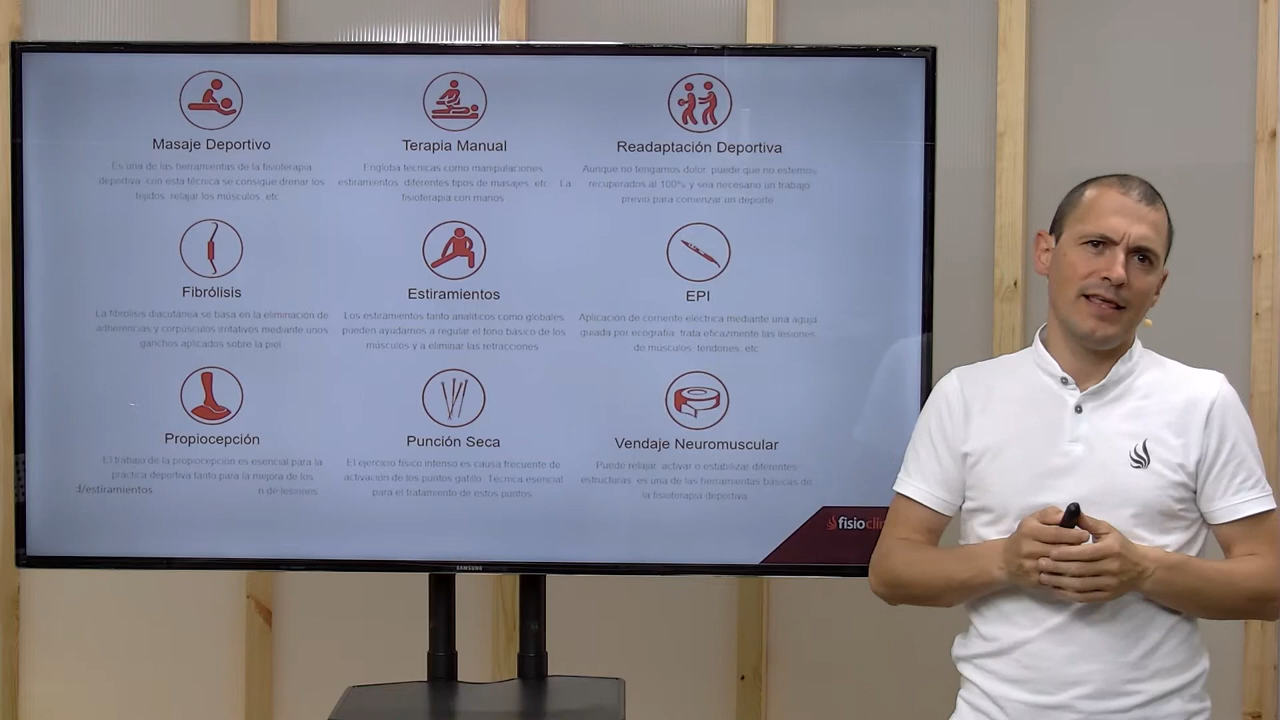 Masaje Deportivo
Es una de las herramientas de la fisioterapia
deportiva con esta técnica se consigue drenar los
tejidos relajar los músculos, etc
Terapia Manual
Engloba técnicas como manipulaciones,
estiramientos diferentes tipos de masajes, etc La
fisioterapia con manos
Readaptación Deportiva
Aunque no tengamos dolor, puede que no estemos
recuperados al 100% y sea necesario un trabajo
previo para comenzar un deporte
Fibrólisis
La fibrólisis diacutánea se basa en la eliminación de
adherencias y corpúsculos irritativos mediante unos
ganchos aplicados sobre la piel
Estiramientos
Los estiramientos tanto analíticos como globales
pueden ayudarnos a regular el tono básico de los
músculos y a eliminar las retracciones
EPI
Aplicación de corriente eléctrica mediante una aguja
guiada por ecografía, trata eficazmente las lesiones
de músculos, tendones, etc
Propiocepción
El trabajo de la propiocepción es esencial para la
práctica deportiva tanto para la mejora de los
d/estiramientos n de lesiones
Punción Seca
El ejercicio físico intenso es causa frecuente de
activación de los puntos gatillo. Técnica esencial
para el tratamiento de estos puntos
Vendaje Neuromuscular
Puede relajar, activar o estabilizar diferentes
estructuras, es una de las herramientas básicas de
la fisioterapia deportiva
fisioclin
SAMSUNG